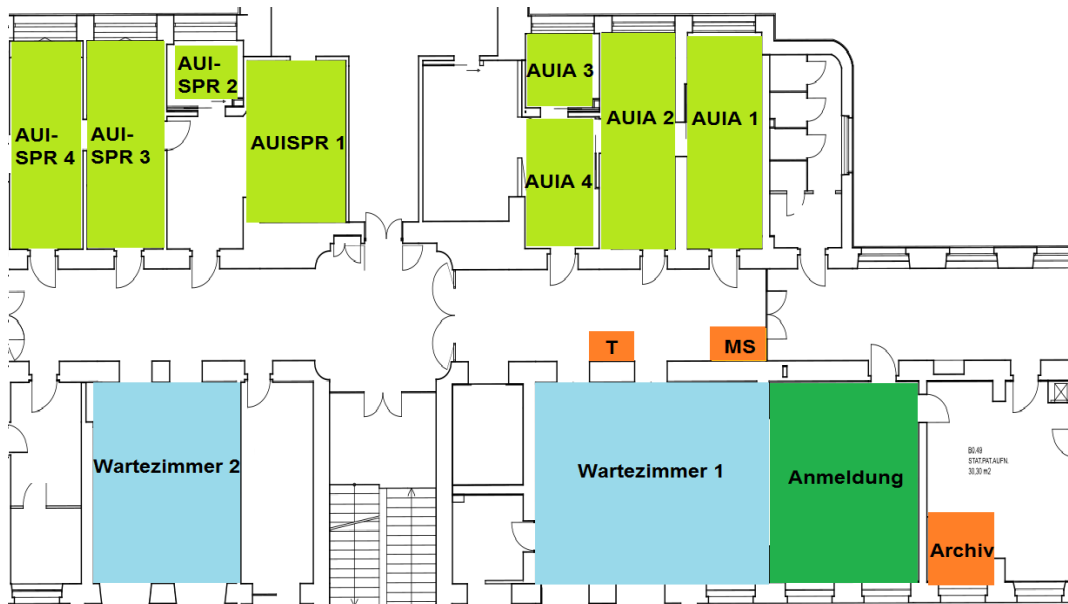 AUI-
SPR 4
AUI-
SPR 3
AUI-
SPR 2
AUISPR 1
AUIA 3
AUIA 4
AUIA 2
AUIA 1
T
MS
Wartezimmer 2
Wartezimmer 1
Anmeldung
B0,49
STAT.PAT.AUFN.
30,30 m2
Archiv